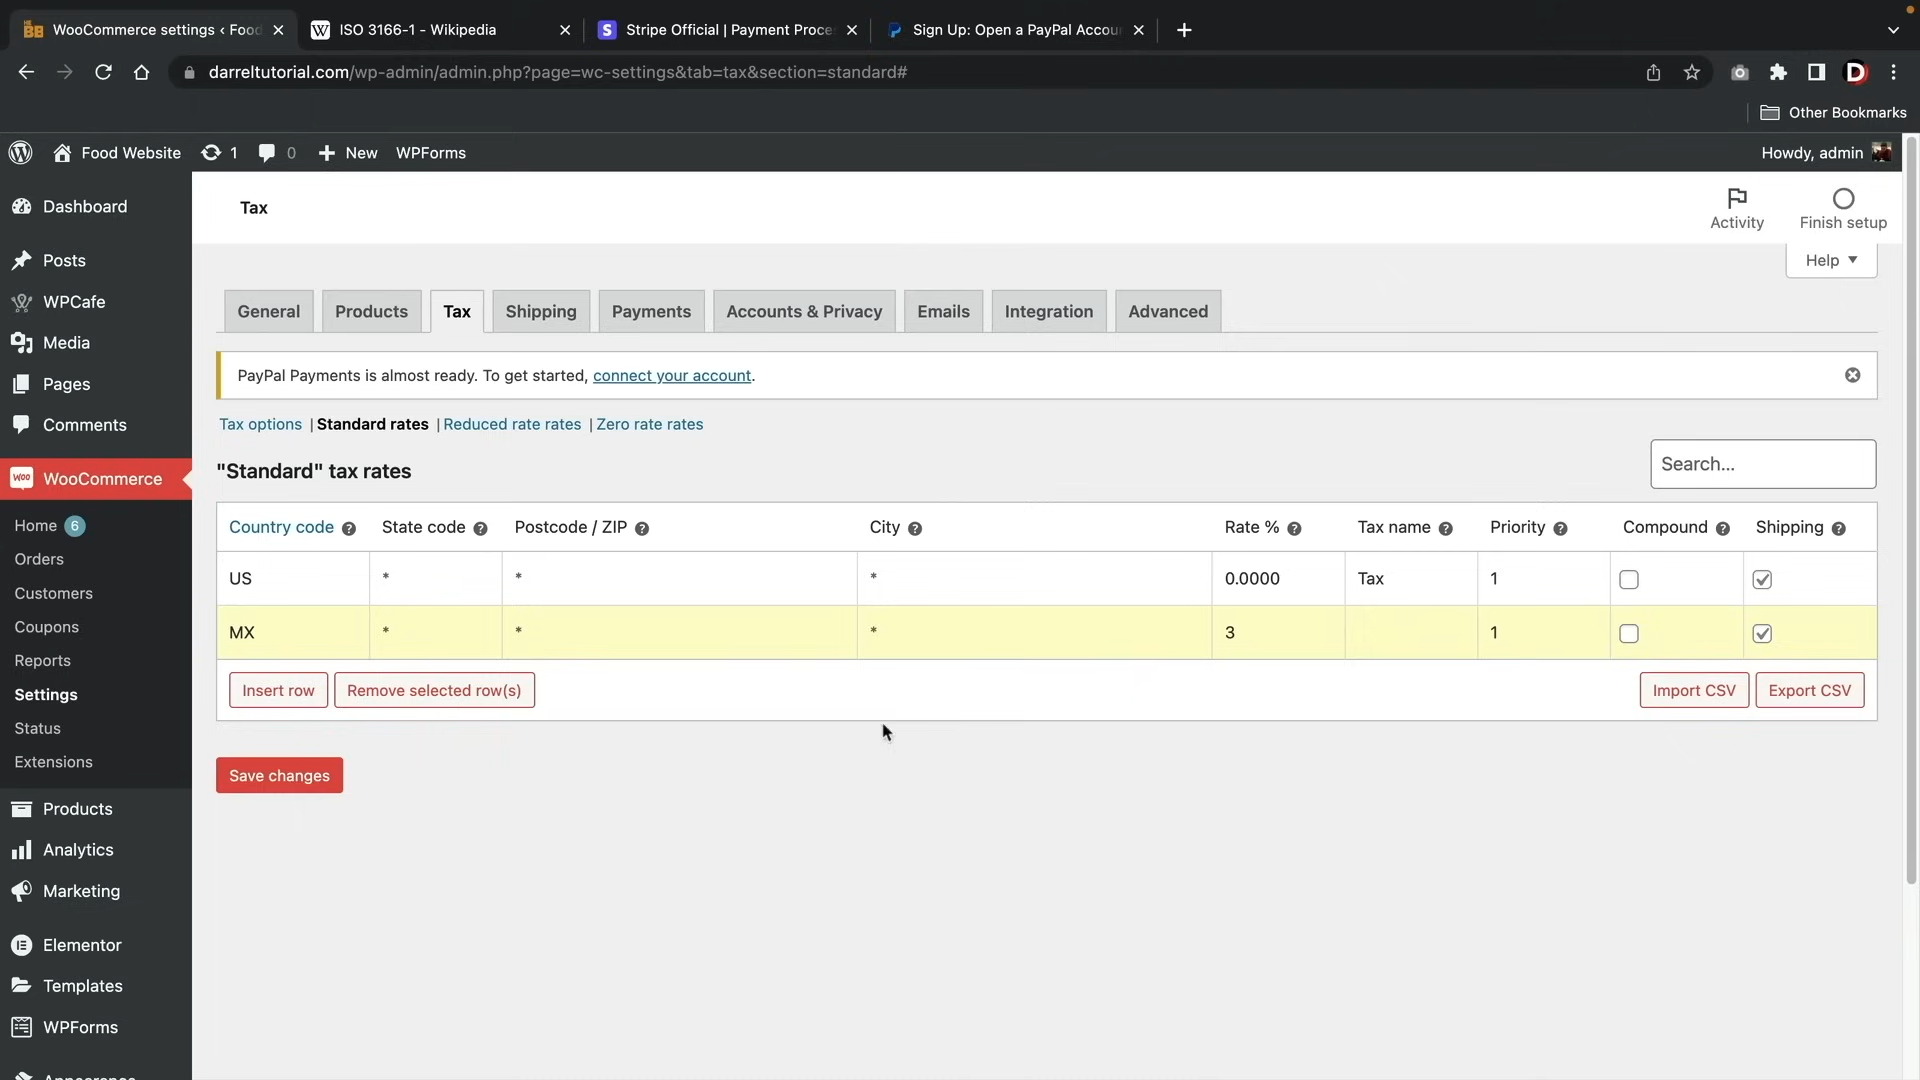 WooCommerce settings ‹ Food
ISO 3166-1 - Wikipedia
Stripe Official | Payment Proce
Sign Up: Open a PayPal Accou
darreltutorial.com/wp-admin/admin.php?page=wc-settings&tab=tax&section=standard#
Other Bookmarks
Food Website 1 0 New WPForms
Howdy, admin
Dashboard
Posts
WPCafe
Media
Pages
Comments
WooCommerce
Home 6
Orders
Customers
Coupons
Reports
Settings
Status
Extensions
Products
Analytics
Marketing
Elementor
Templates
WPForms
Appearance
Tax
Activity
Finish setup
Help
General Products Tax Shipping Payments Accounts & Privacy Emails Integration Advanced
PayPal Payments is almost ready. To get started, connect your account.
Tax options | Standard rates | Reduced rate rates | Zero rate rates
"Standard" tax rates
Search...
Country code State code Postcode / ZIP City Rate % Tax name Priority Compound Shipping
US * * * 0.0000 Tax 1
MX * * * 3 1
Insert row Remove selected row(s) Import CSV Export CSV
Save changes